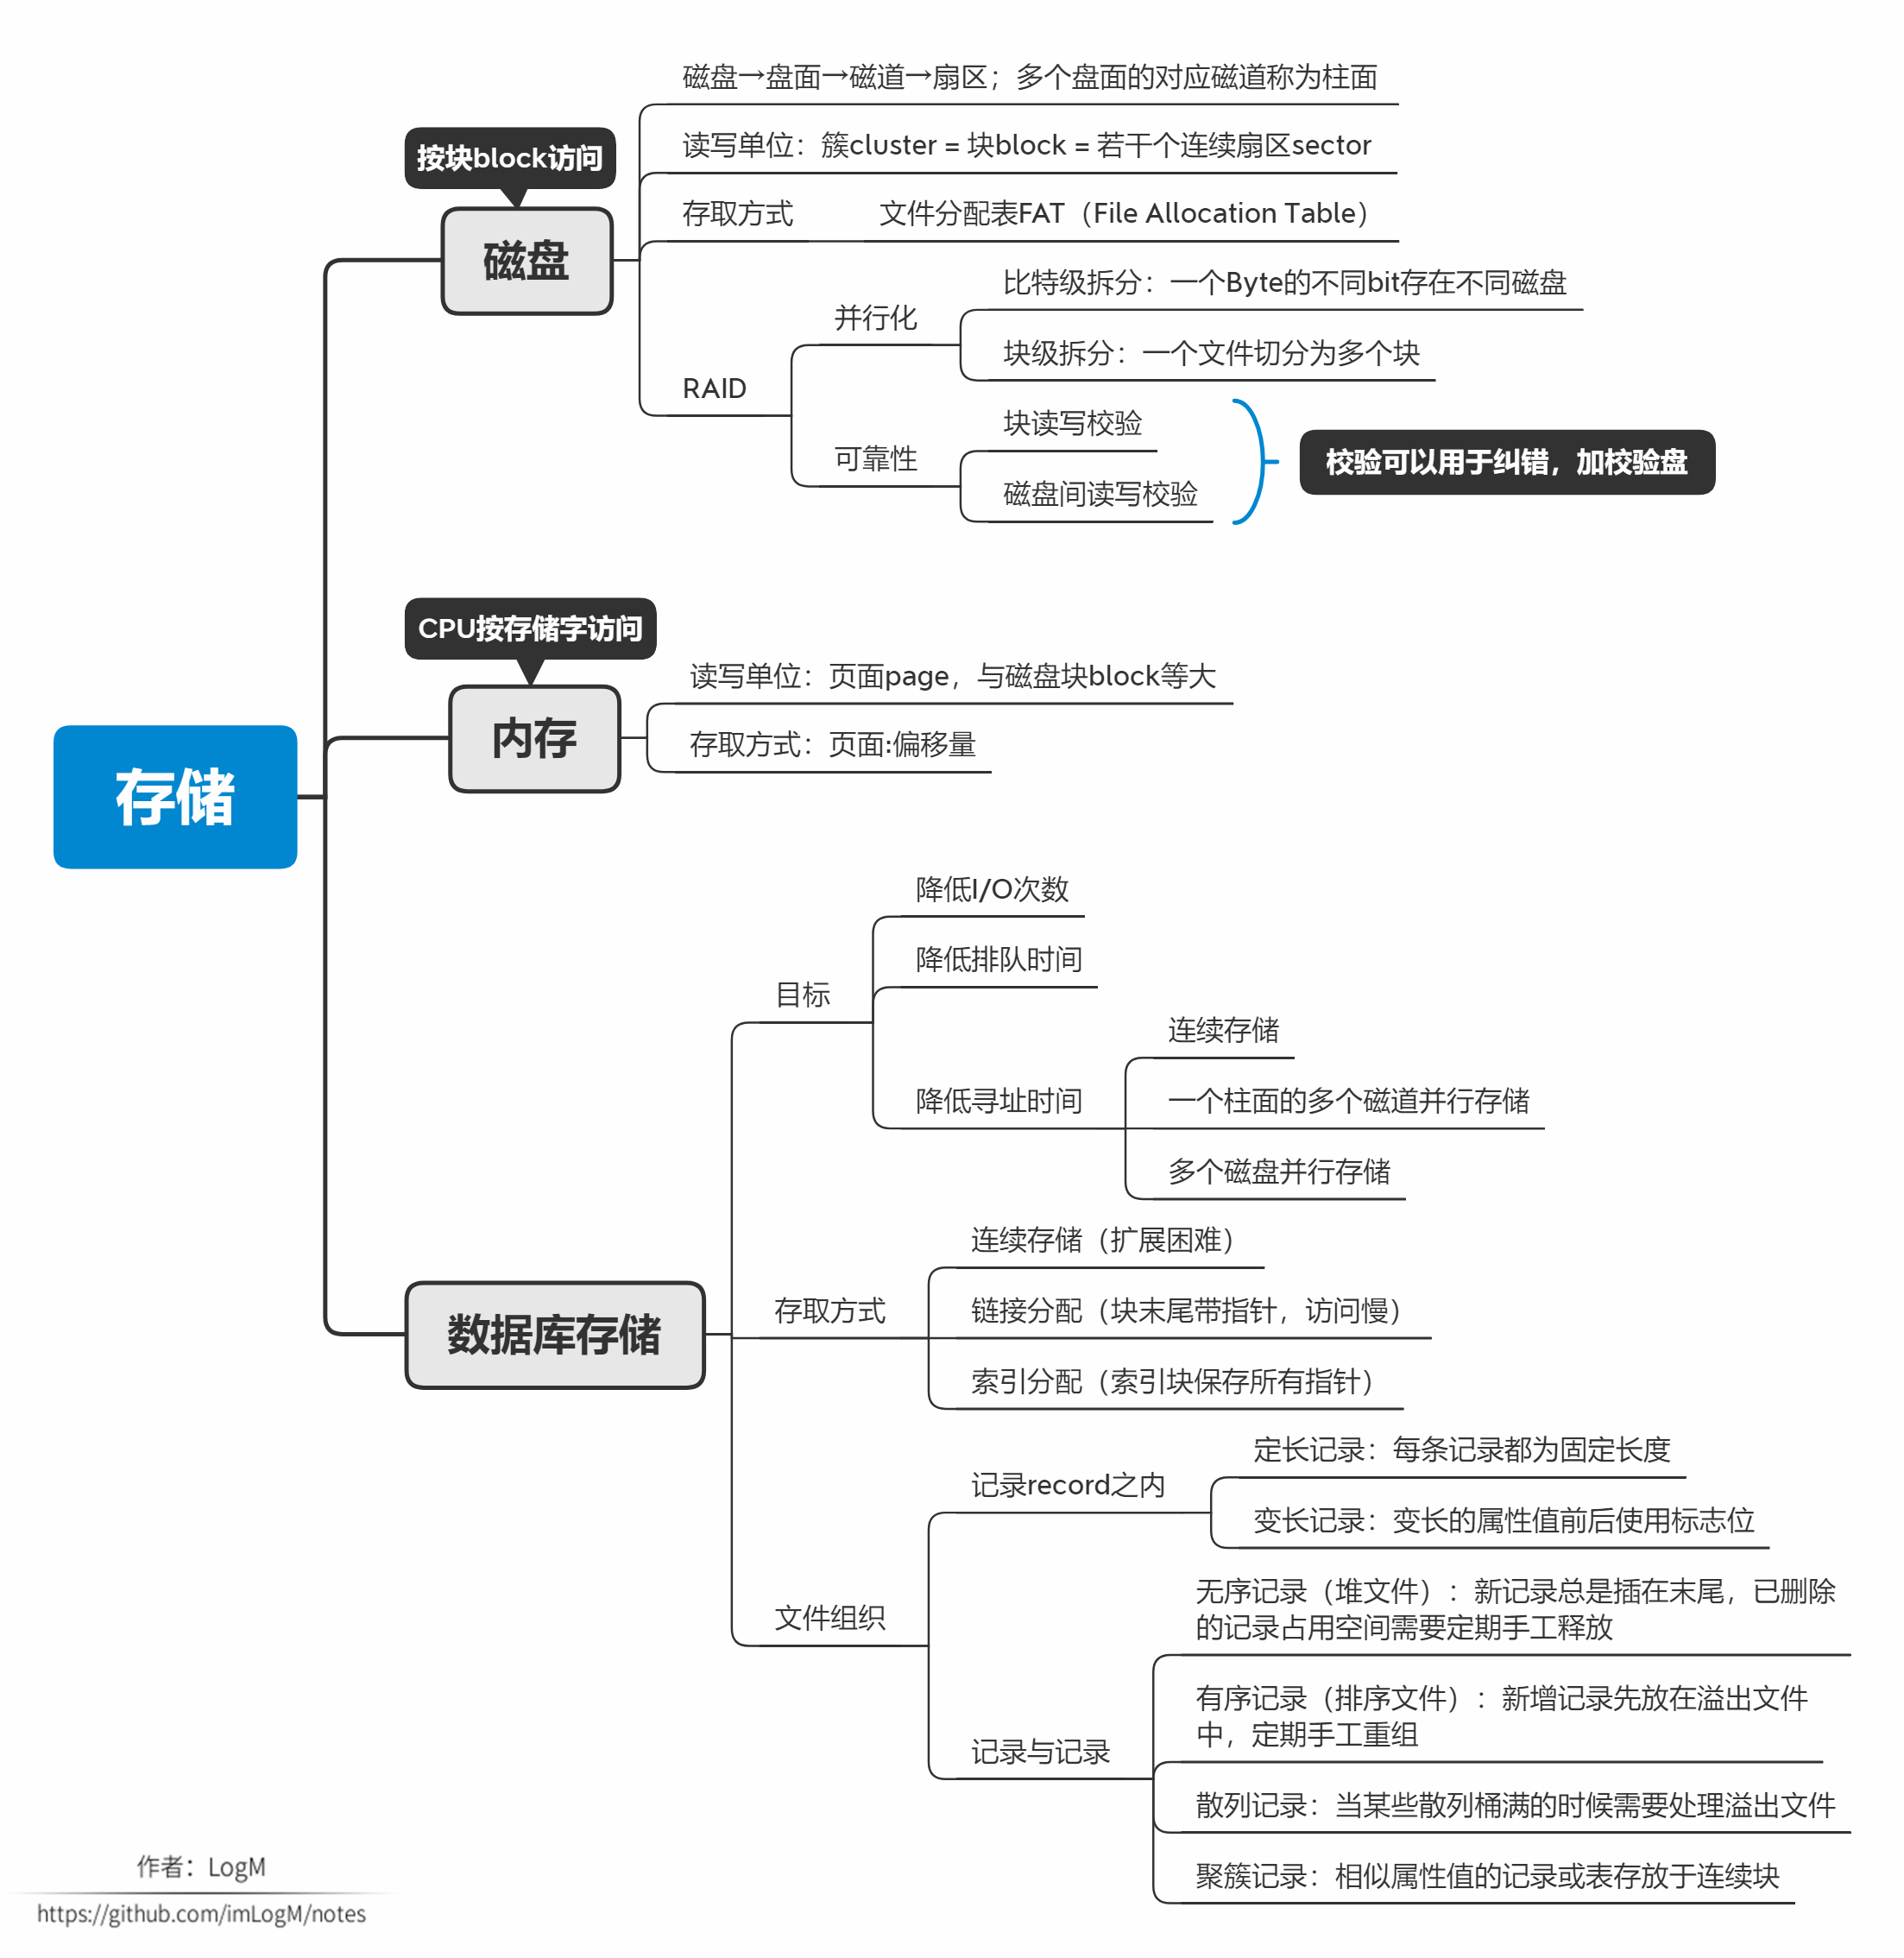 磁盘→盘面→磁道→扇区；多个盘面的对应磁道称为柱面
按块block访问
读写单位：簇cluster = 块block = 若干个连续扇区sector
存取方式
文件分配表FAT（File Allocation Table）
磁盘
比特级拆分：一个Byte的不同bit存在不同磁盘
并行化
块级拆分：一个文件切分为多个块
RAID
块读写校验
可靠性
磁盘间读写校验
校验可以用于纠错，加校验盘
CPU按存储字访问
读写单位：页面page，与磁盘块block等大
内存
存取方式：页面:偏移量
存储
降低I/O次数
降低排队时间
目标
连续存储
降低寻址时间
一个柱面的多个磁道并行存储
多个磁盘并行存储
连续存储（扩展困难）
存取方式
链接分配（块末尾带指针，访问慢）
数据库存储
索引分配（索引块保存所有指针）
定长记录：每条记录都为固定长度
记录record之内
变长记录：变长的属性值前后使用标志位
文件组织
无序记录（堆文件）：新记录总是插在末尾，已删除
的记录占用空间需要定期手工释放
有序记录（排序文件）：新增记录先放在溢出文件
中，定期手工重组
记录与记录
散列记录：当某些散列桶满的时候需要处理溢出文件
聚簇记录：相似属性值的记录或表存放于连续块
作者：LogM
https://github.com/imLogM/notes